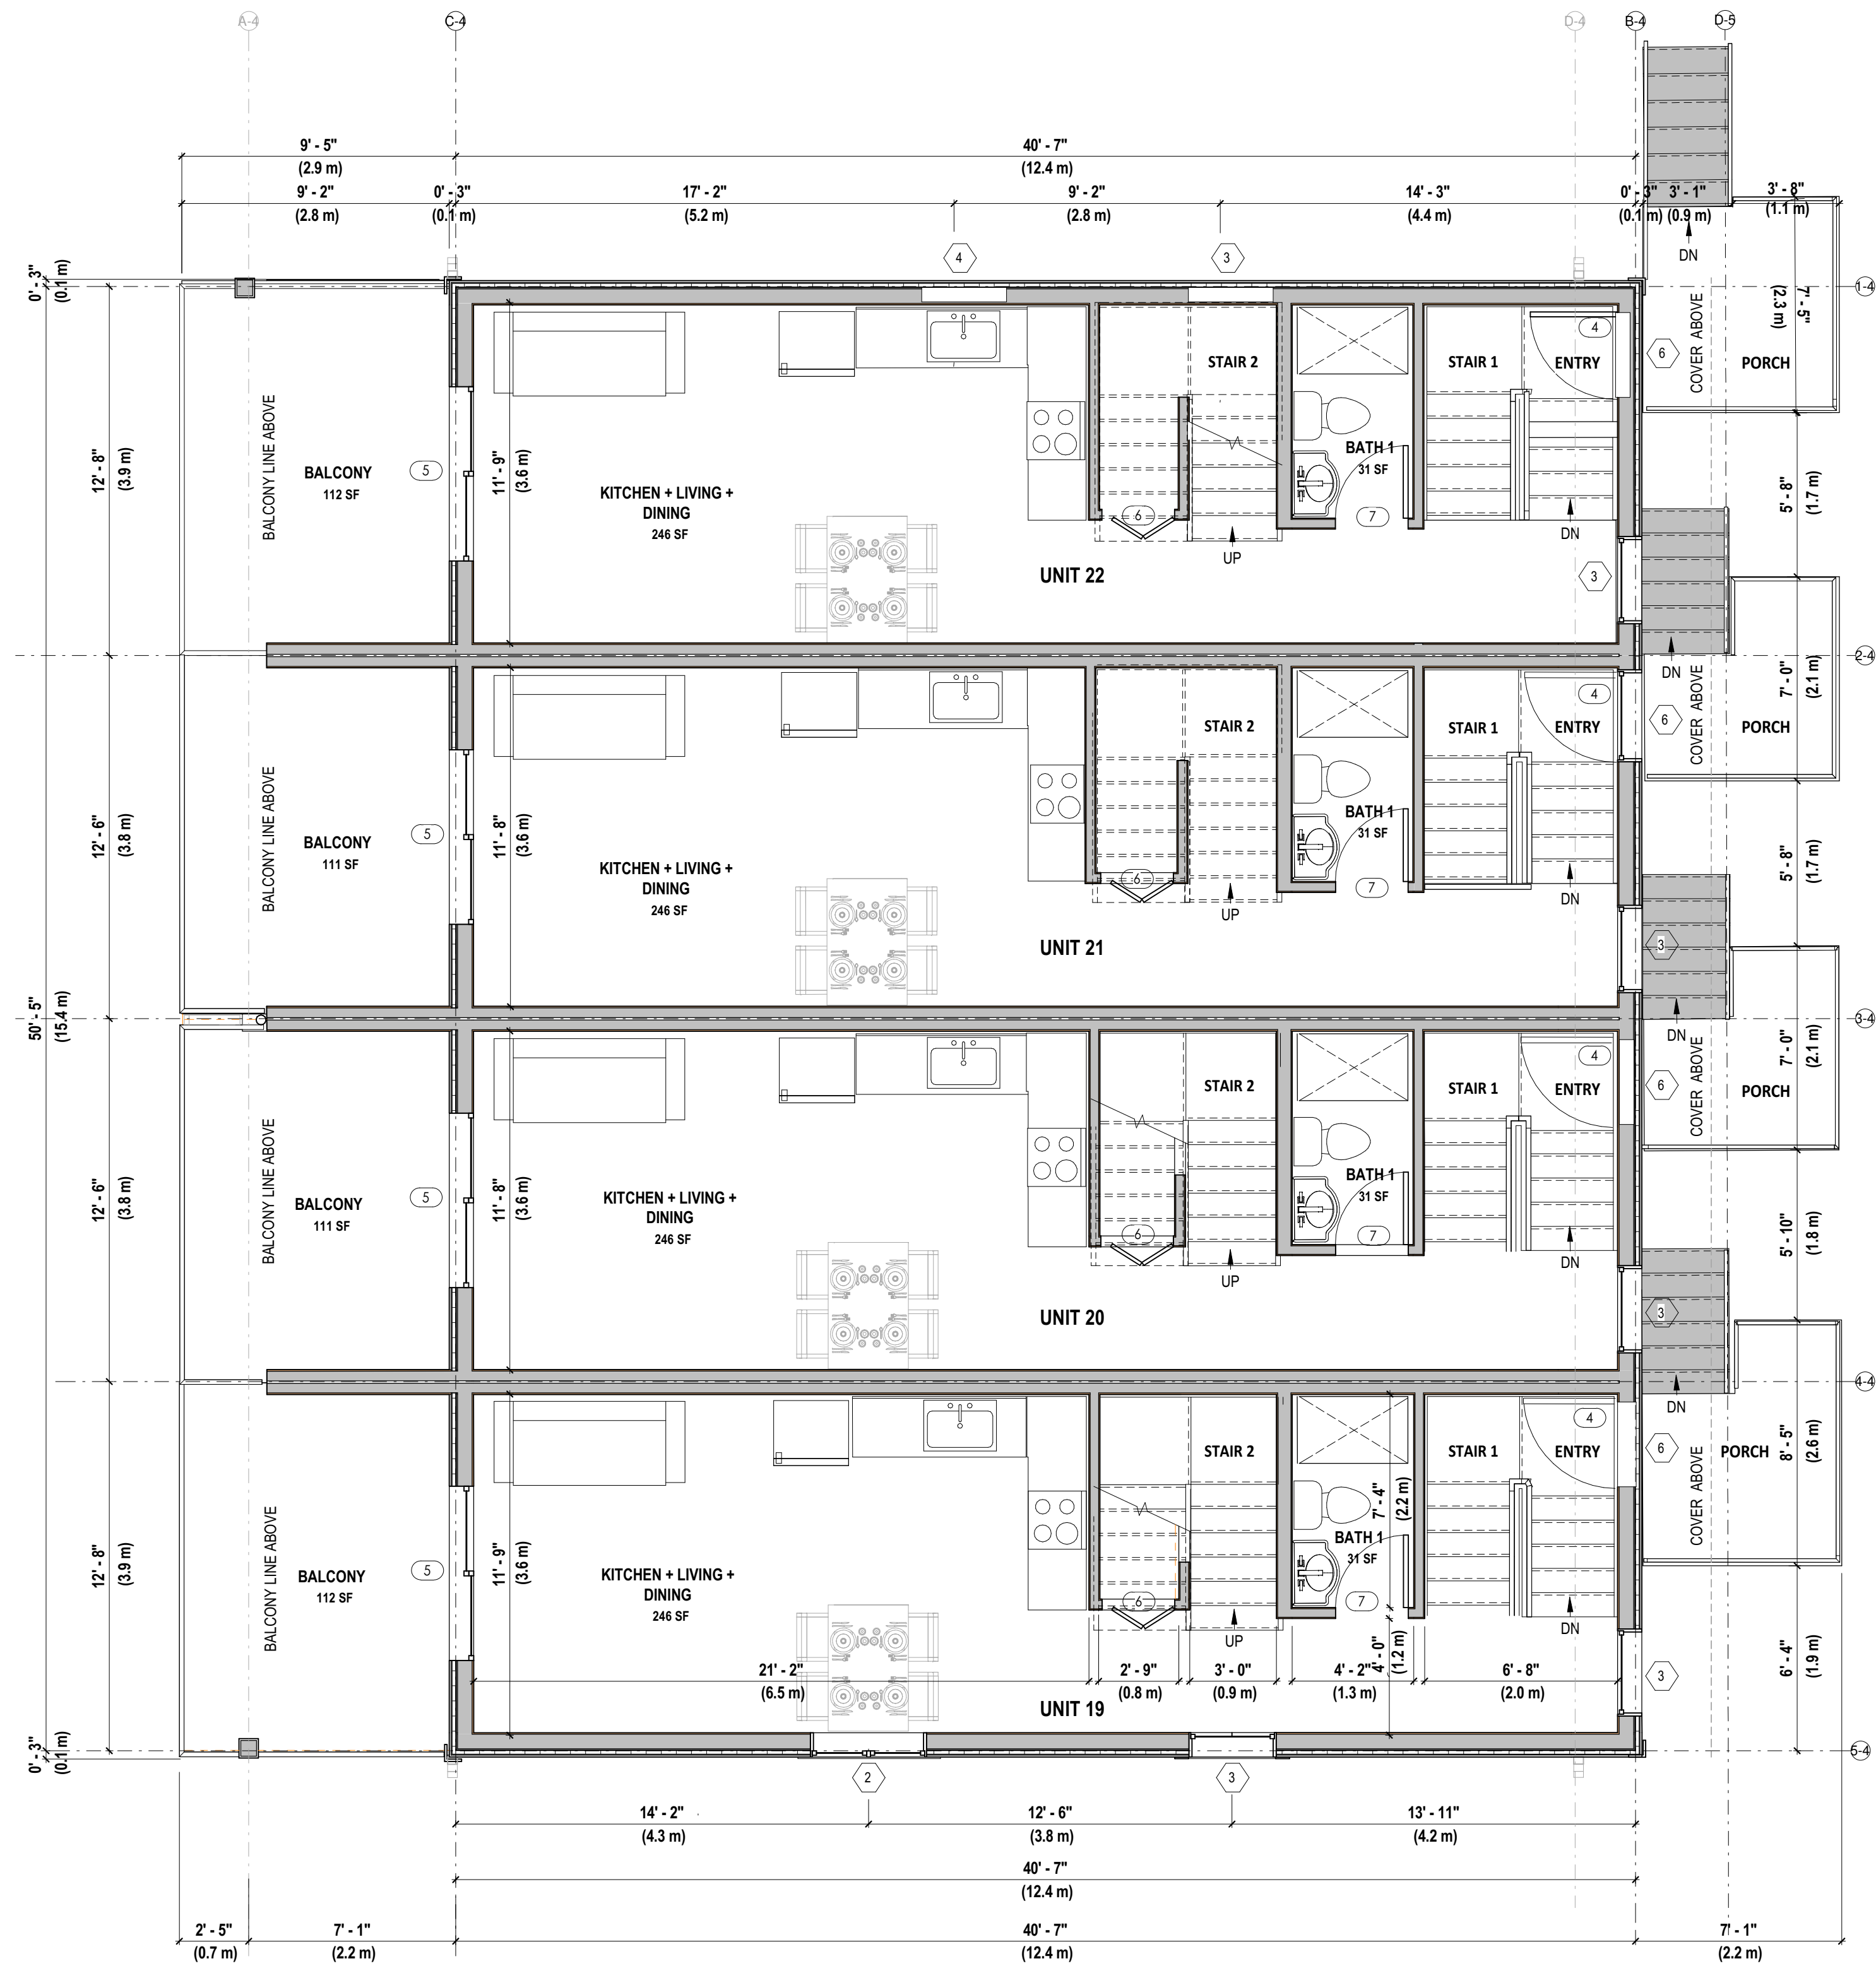 A-4
C-4
D-4
B-4
D-5
9' - 5"
(2.9 m)
40' - 7"
(12.4 m)
9' - 2"
(2.8 m)
0' - 3"
(0.1 m)
17' - 2"
(5.2 m)
9' - 2"
(2.8 m)
14' - 3"
(4.4 m)
0' - 3"
(0.1 m)
3' - 1"
(0.9 m)
3' - 8"
(1.1 m)
DN
4
3
0' - 3"
(0.1 m)
1-4
7' - 5"
(2.3 m)
12' - 8"
(3.9 m)
BALCONY LINE ABOVE
BALCONY
112 SF
5
11' - 9"
(3.6 m)
KITCHEN + LIVING +
DINING
246 SF
STAIR 2
6
UP
BATH 1
31 SF
7
STAIR 1
ENTRY
4
DN
6
COVER ABOVE
PORCH
UNIT 22
3
5' - 8"
(1.7 m)
DN
2-4
12' - 6"
(3.8 m)
BALCONY LINE ABOVE
BALCONY
111 SF
5
11' - 8"
(3.6 m)
KITCHEN + LIVING +
DINING
246 SF
STAIR 2
6
UP
BATH 1
31 SF
7
STAIR 1
ENTRY
4
DN
6
COVER ABOVE
PORCH
7' - 0"
(2.1 m)
UNIT 21
3
5' - 8"
(1.7 m)
DN
3-4
50' - 5"
(15.4 m)
12' - 6"
(3.8 m)
BALCONY LINE ABOVE
BALCONY
111 SF
5
11' - 8"
(3.6 m)
KITCHEN + LIVING +
DINING
246 SF
STAIR 2
6
UP
BATH 1
31 SF
7
STAIR 1
ENTRY
4
DN
6
COVER ABOVE
PORCH
7' - 0"
(2.1 m)
UNIT 20
3
5' - 10"
(1.8 m)
DN
4-4
12' - 8"
(3.9 m)
BALCONY LINE ABOVE
BALCONY
112 SF
5
11' - 9"
(3.6 m)
KITCHEN + LIVING +
DINING
246 SF
STAIR 2
6
UP
BATH 1
31 SF
7
7' - 4"
(2.2 m)
STAIR 1
ENTRY
4
DN
6
COVER ABOVE
PORCH
8' - 5"
(2.6 m)
21' - 2"
(6.5 m)
2' - 9"
(0.8 m)
3' - 0"
(0.9 m)
4' - 2"
(1.3 m)
4' - 0"
(1.2 m)
6' - 8"
(2.0 m)
UNIT 19
3
6' - 4"
(1.9 m)
0' - 3"
(0.1 m)
5-4
2
3
14' - 2"
(4.3 m)
12' - 6"
(3.8 m)
13' - 11"
(4.2 m)
40' - 7"
(12.4 m)
2' - 5"
(0.7 m)
7' - 1"
(2.2 m)
40' - 7"
(12.4 m)
7' - 1"
(2.2 m)